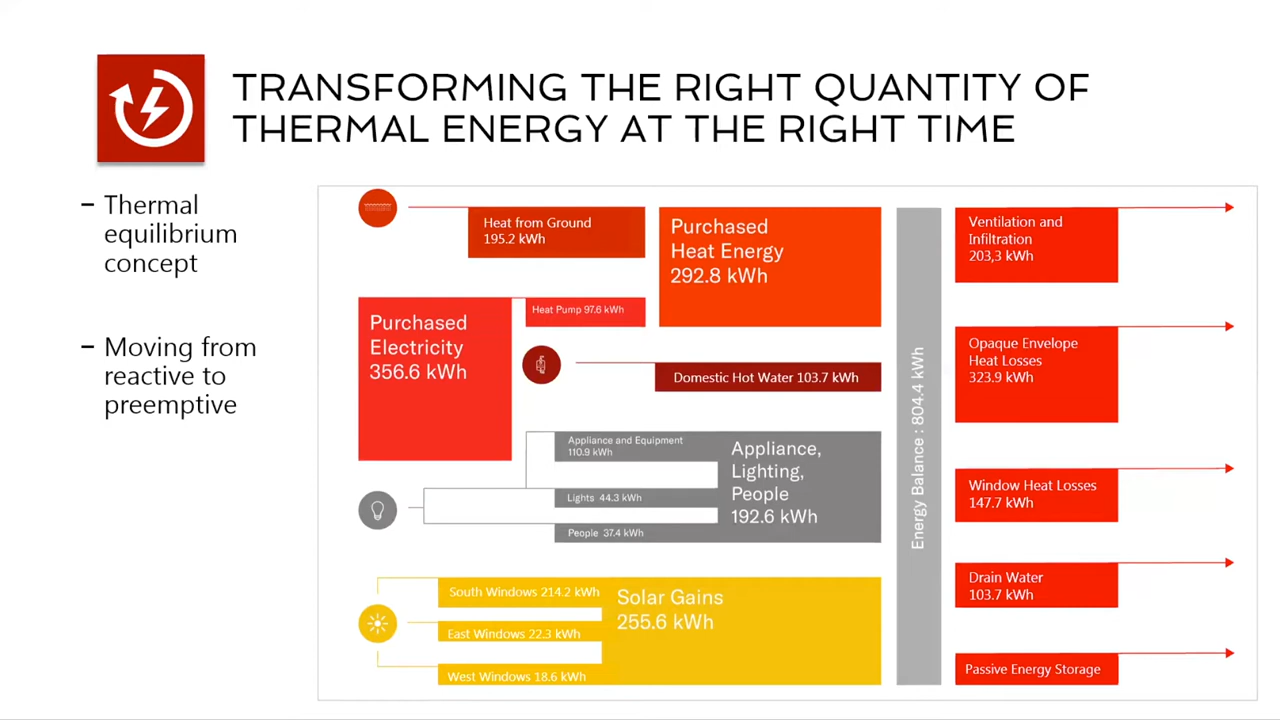 TRANSFORMING THE RIGHT QUANTITY OF
THERMAL ENERGY AT THE RIGHT TIME
– Thermal
equilibrium
concept
– Moving from
reactive to
preemptive
Heat from Ground
195.2 kWh
Purchased
Heat Energy
292.8 kWh
Purchased
Electricity
356.6 kWh
Heat Pump 97.6 kWh
Domestic Hot Water 103.7 kWh
Appliance and Equipment
110.9 kWh
Lights 44.3 kWh
People 37.4 kWh
Appliance,
Lighting,
People
192.6 kWh
South Windows 214.2 kWh
East Windows 22.3 kWh
West Windows 18.6 kWh
Solar Gains
255.6 kWh
Energy Balance : 804.4 kWh
Ventilation and
Infiltration
203,3 kWh
Opaque Envelope
Heat Losses
323.9 kWh
Window Heat Losses
147.7 kWh
Drain Water
103.7 kWh
Passive Energy Storage